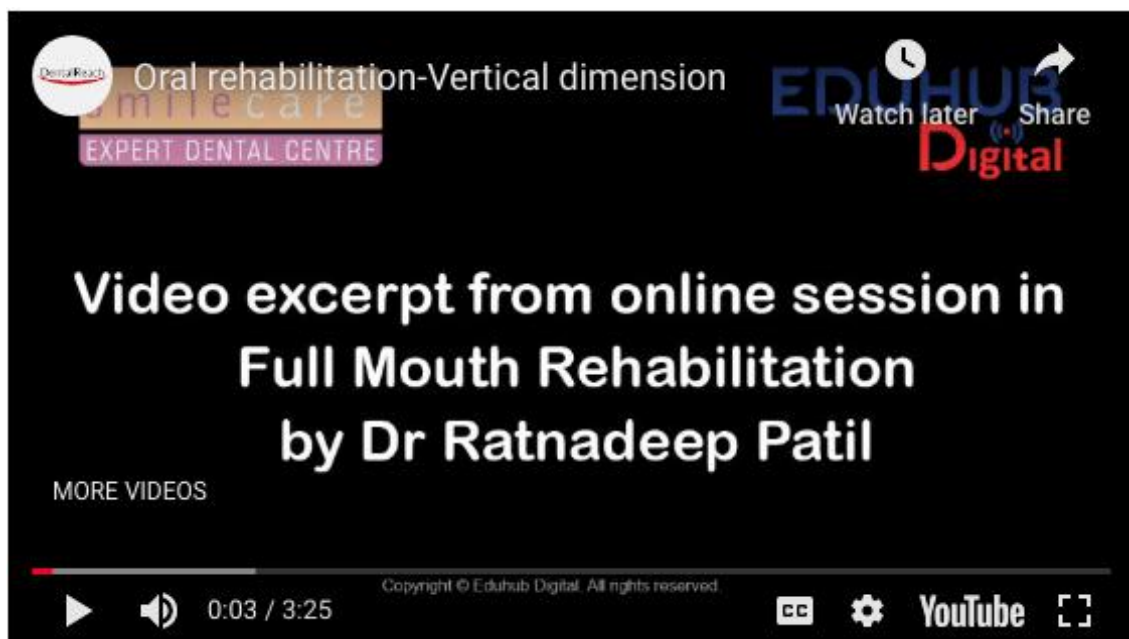 DentalReach
Oral rehabilitation-Vertical dimension
smilecare
EXPERT DENTAL CENTRE
EDUHUB
Digital
Watch later
Share
Video excerpt from online session in
Full Mouth Rehabilitation
by Dr Ratnadeep Patil
MORE VIDEOS
Copyright © Eduhub Digital. All rights reserved.
0:03 / 3:25
CC
YouTube